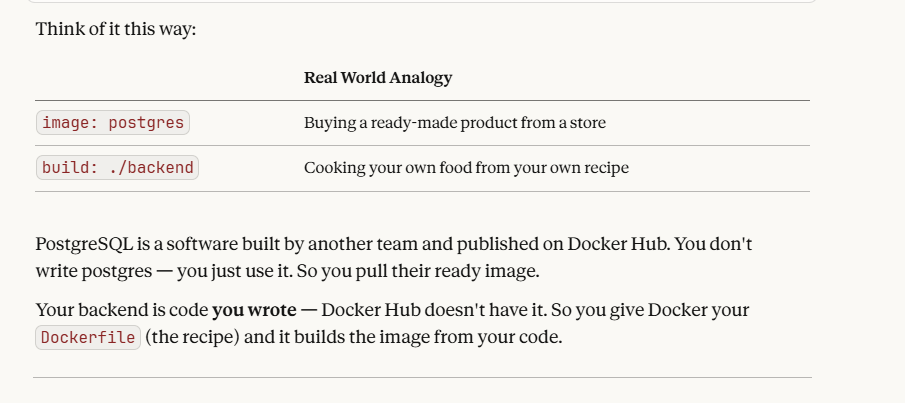 Think of it this way:
Real World Analogy
image: postgres Buying a ready-made product from a store
build: ./backend Cooking your own food from your own recipe
PostgreSQL is a software built by another team and published on Docker Hub. You don't
write postgres — you just use it. So you pull their ready image.
Your backend is code you wrote — Docker Hub doesn't have it. So you give Docker your
Dockerfile (the recipe) and it builds the image from your code.